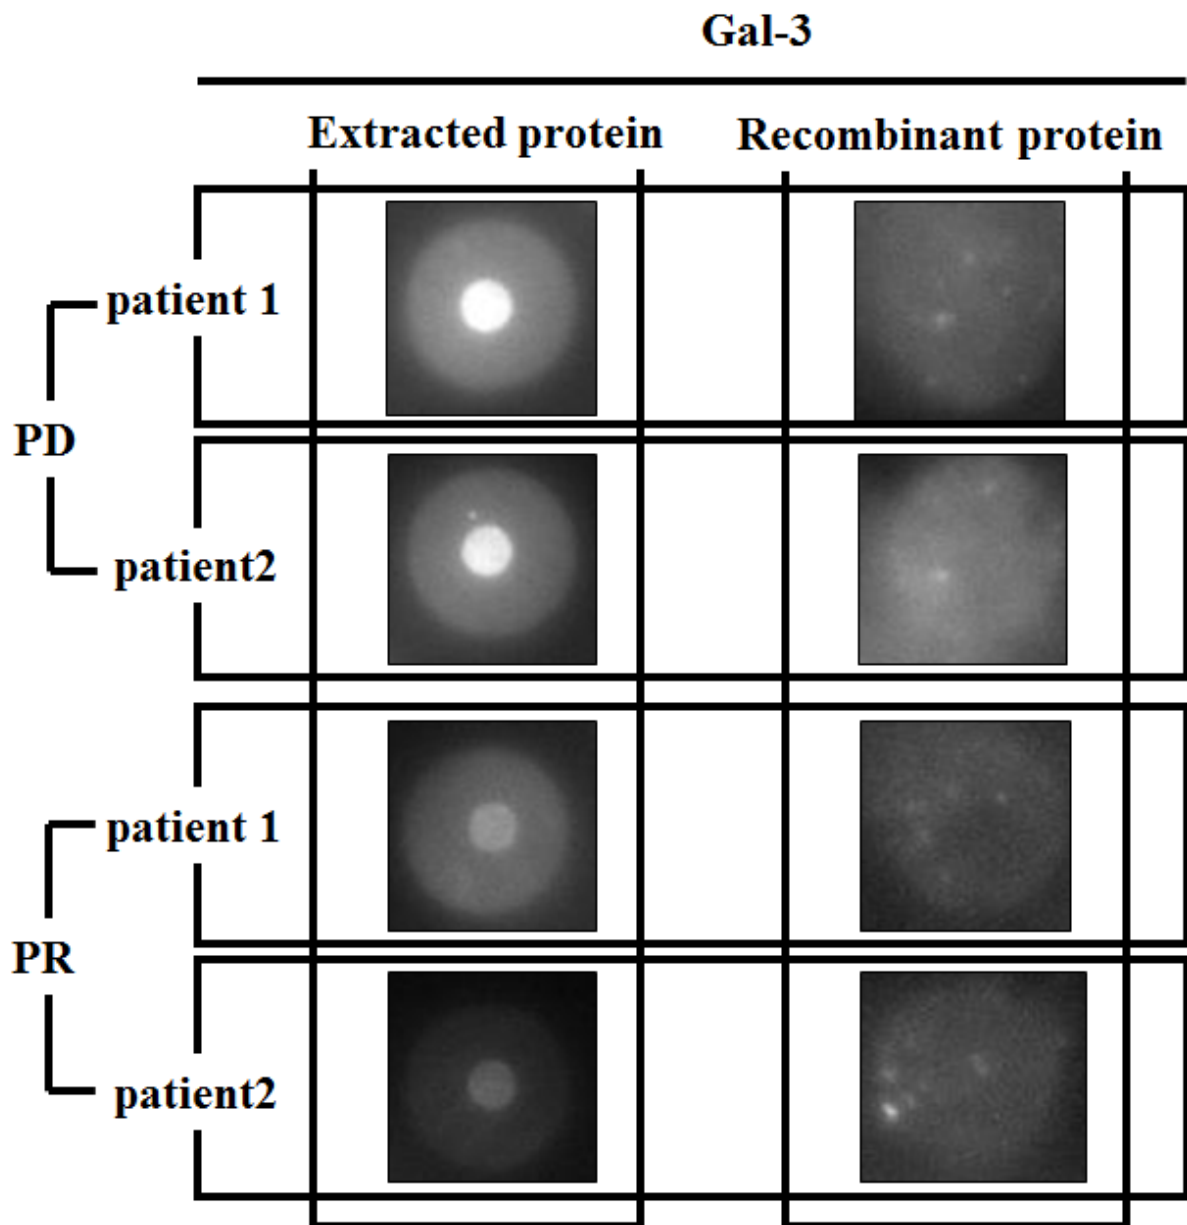 Gal-3
Extracted protein
Recombinant protein
patient 1
PD
patient2
patient 1
PR
patient2